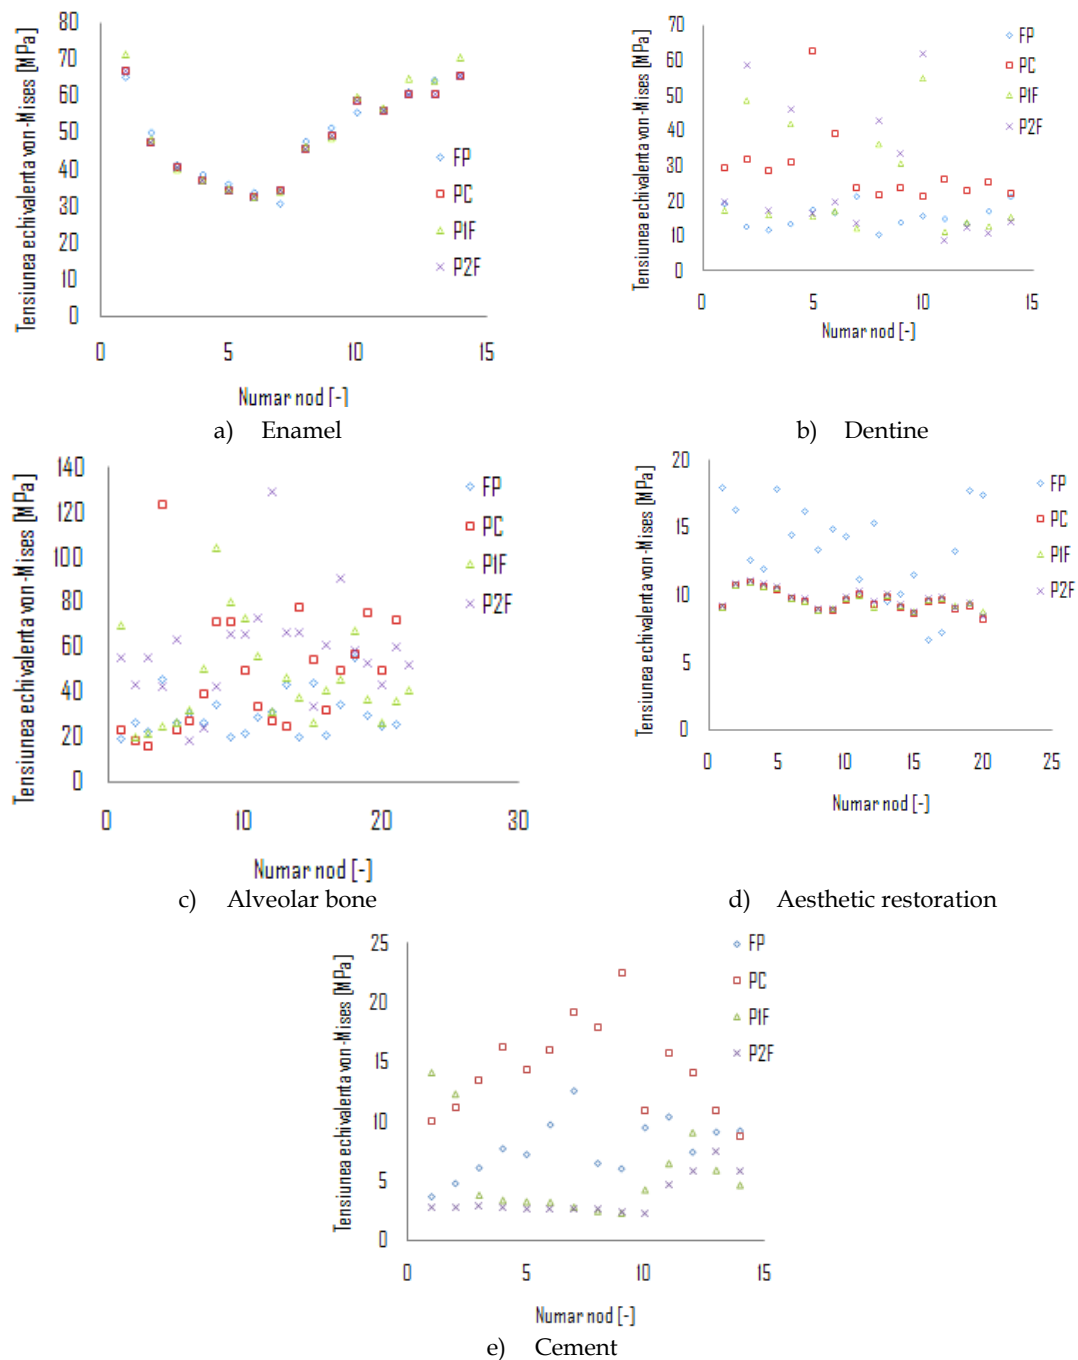 80
70
60
50
40
30
20
10
0
Tensiunea echivalenta von-Mises [MPa]
FP
PC
P1F
P2F
0 5 10 15
Numar nod [-]
a) Enamel
70
60
50
40
30
20
10
0
Tensiunea echivalenta von-Mises [MPa]
FP
PC
P1F
P2F
0 5 10 15
Numar nod [-]
b) Dentine
140
120
100
80
60
40
20
0
Tensiunea echivalenta von-Mises [MPa]
FP
PC
P1F
P2F
0 10 20 30
Numar nod [-]
c) Alveolar bone
20
15
10
5
0
Tensiunea echivalenta von-Mises [MPa]
FP
PC
P1F
P2F
0 5 10 15 20 25
Numar nod [-]
d) Aesthetic restoration
25
20
15
10
5
0
Tensiunea echivalenta von-Mises [MPa]
FP
PC
P1F
P2F
0 5 10 15
Numar nod [-]
e) Cement